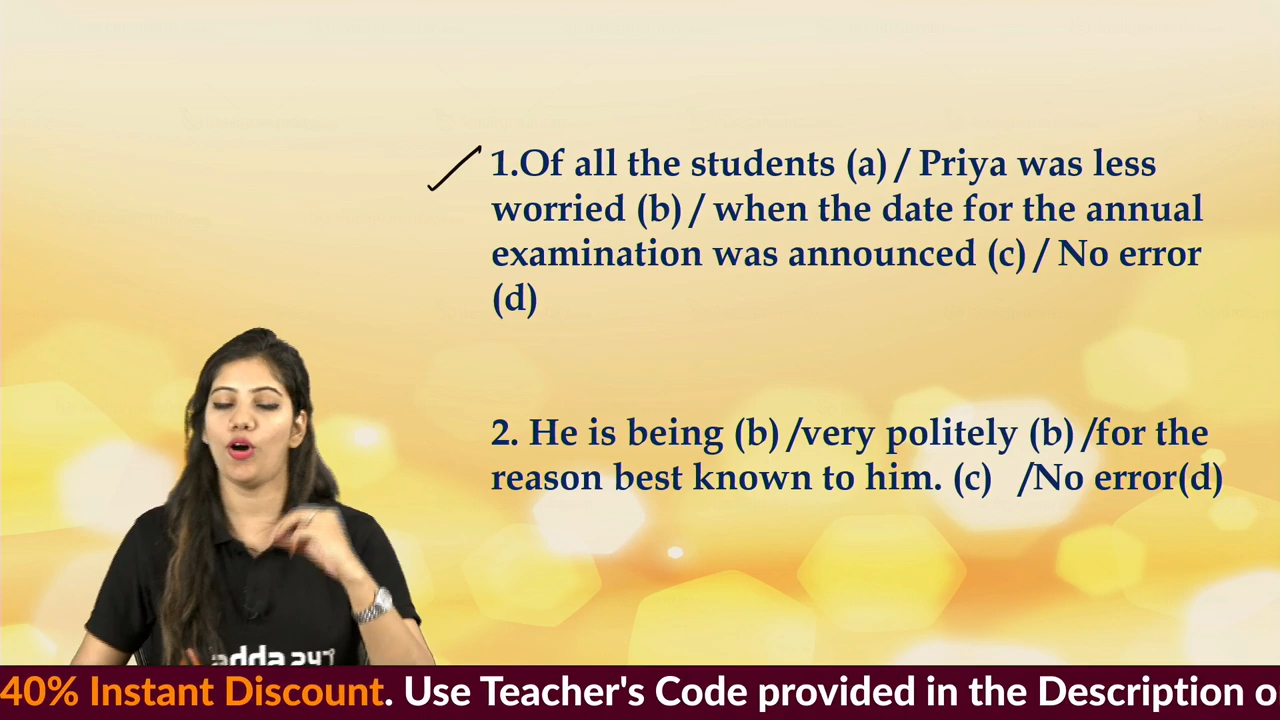 1.Of all the students (a) / Priya was less
worried (b) / when the date for the annual
examination was announced (c) / No error
(d)
2. He is being (b) /very politely (b) /for the
reason best known to him. (c) /No error(d)
adda 247
40% Instant Discount. Use Teacher's Code provided in the Description o